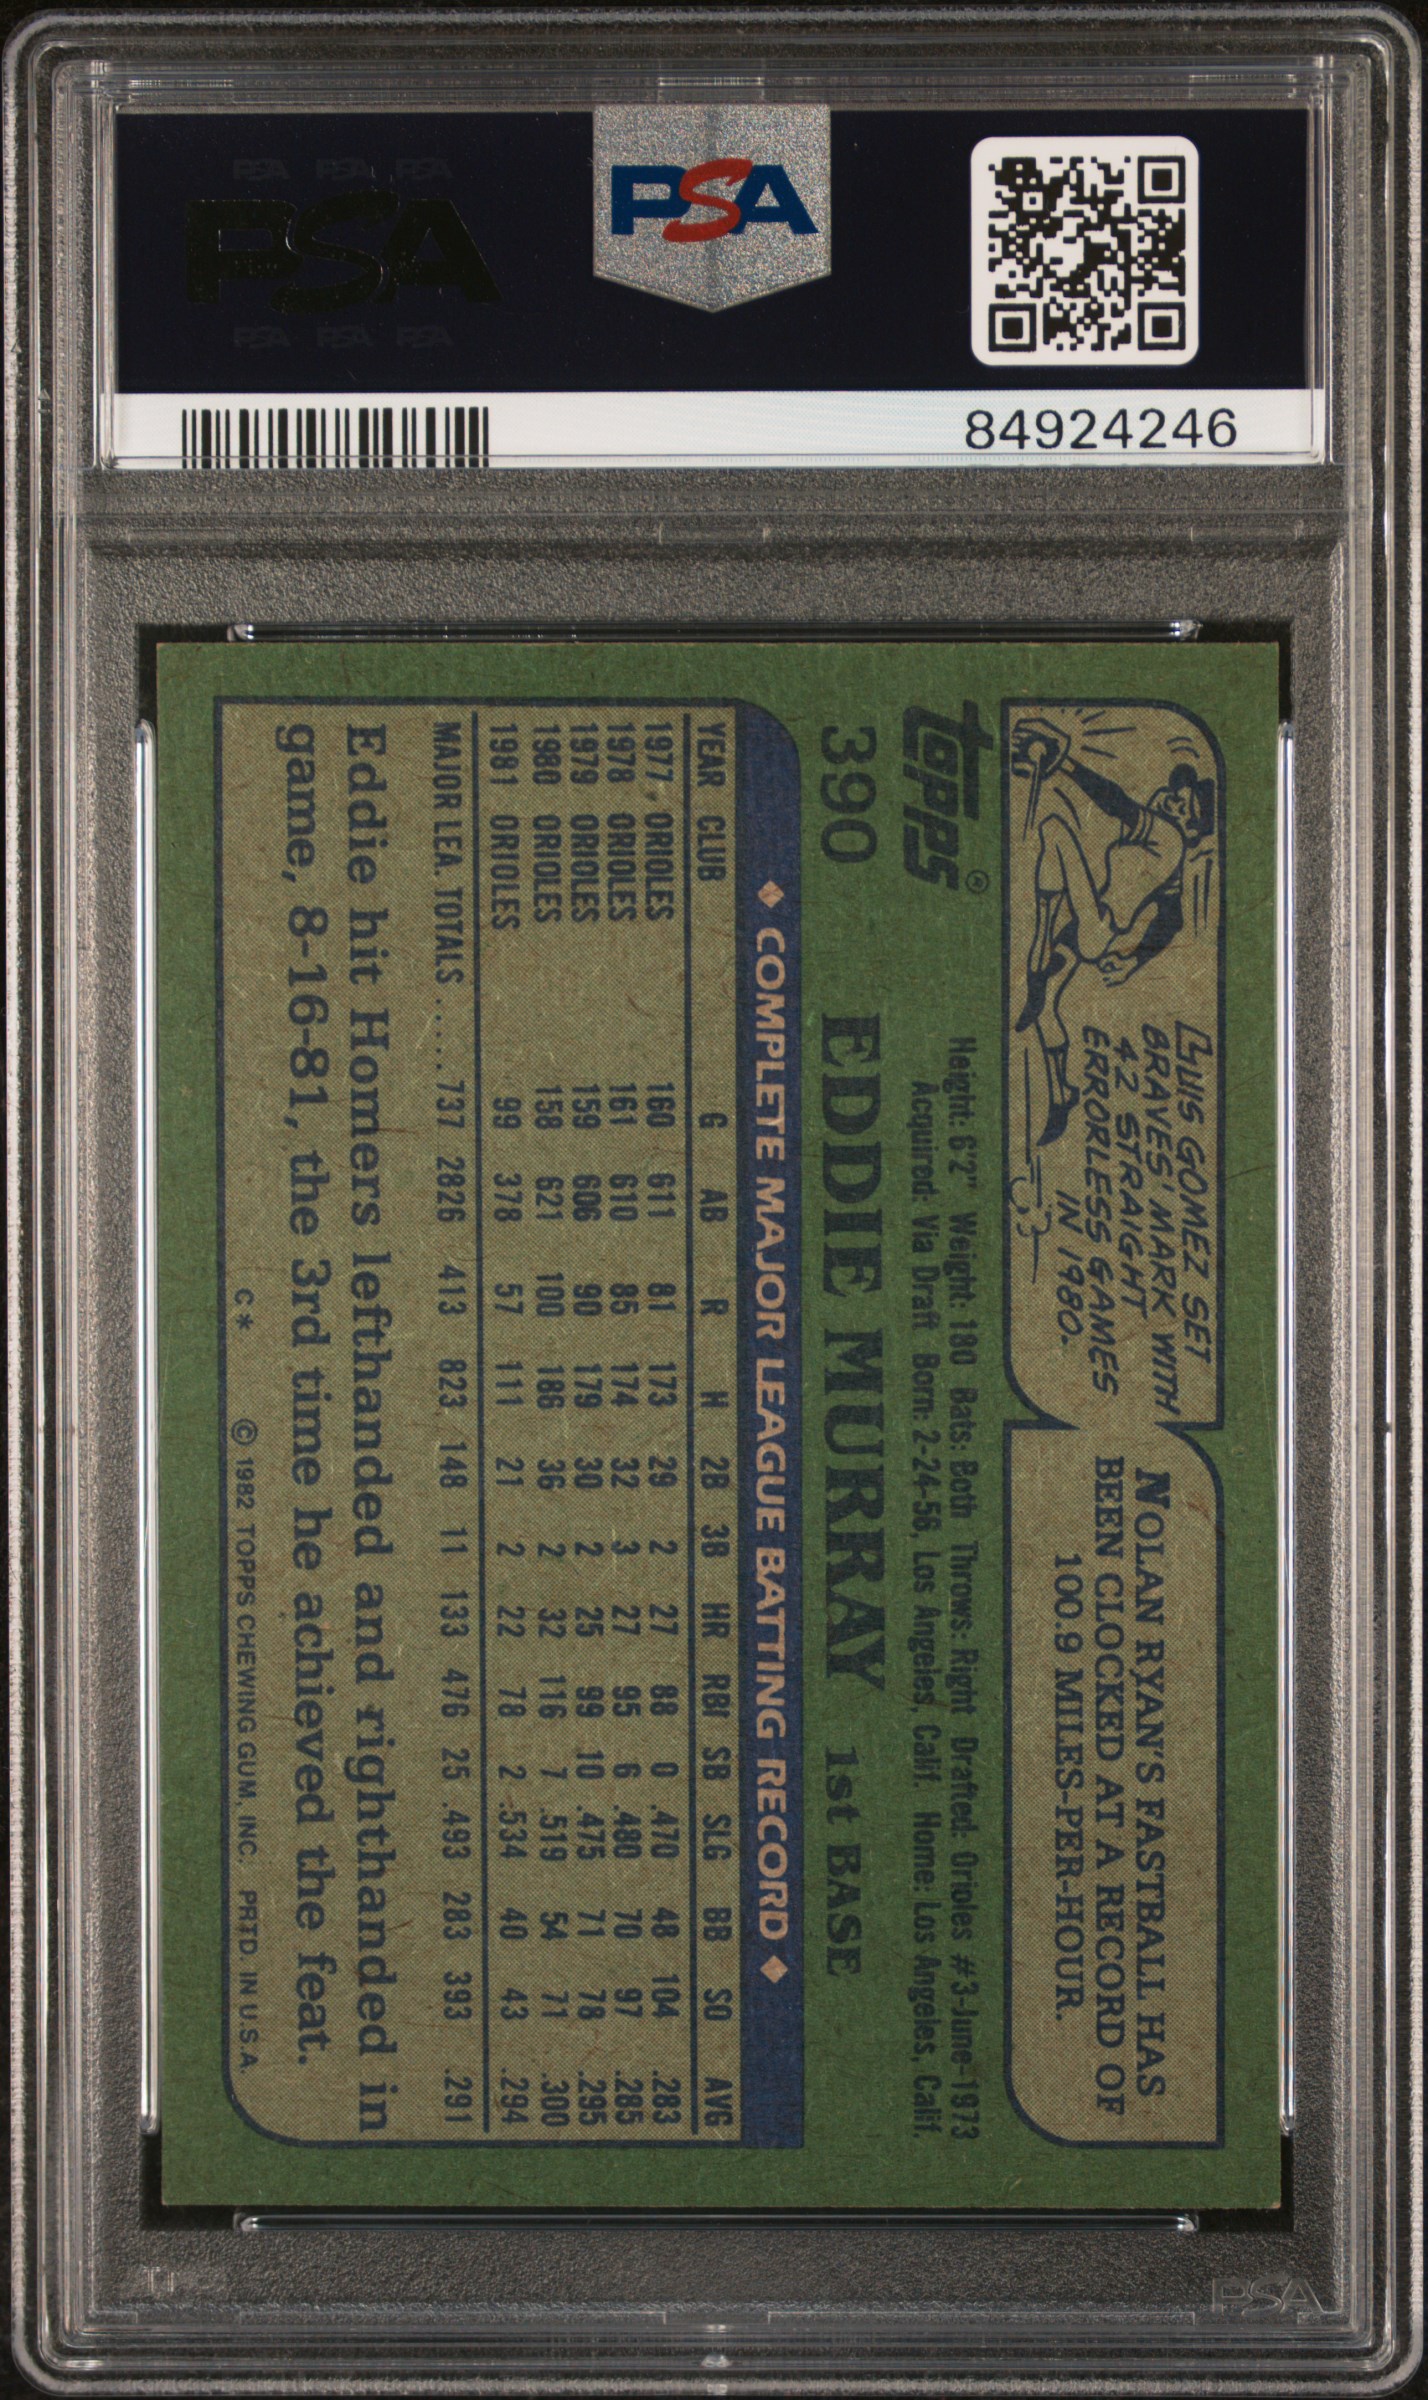 PSA PSA PSA
PSA
PSA PSA PSA
PSA
84924246
LUIS GOMEZ SET
BRAVES' MARK WITH
42 STRAIGHT
ERRORLESS GAMES
IN 1980.
NOLAN RYAN'S FASTBALL HAS
BEEN CLOCKED AT A RECORD OF
100.9 MILES-PER-HOUR.
topps®
Height: 6'2" Weight: 180 Bats: Both Throws: Right Drafted: Orioles #3-June-1973
Acquired: Via Draft Born: 2-24-56, Los Angeles, Calif. Home: Los Angeles, Calif.
390 EDDIE MURRAY 1st BASE
◆ COMPLETE MAJOR LEAGUE BATTING RECORD ◆
YEAR CLUB G AB R H 2B 3B HR RBI SB SLG BB SO AVG
1977 ORIOLES 160 611 81 173 29 2 27 88 0 .470 48 104 .283
1978 ORIOLES 161 610 85 174 32 3 27 95 6 .480 70 97 .285
1979 ORIOLES 159 606 90 179 30 2 25 99 10 .475 71 78 .295
1980 ORIOLES 158 621 100 186 36 2 32 116 7 .519 54 71 .300
1981 ORIOLES 99 378 57 111 21 2 22 78 2 .534 40 43 .294
MAJOR LEA. TOTALS ..... 737 2826 413 823 148 11 133 476 25 .493 283 393 .291
Eddie hit Homers lefthanded and righthanded in
game, 8-16-81, the 3rd time he achieved the feat.
C* © 1982 TOPPS CHEWING GUM, INC. PRTD. IN U.S.A.
PSA